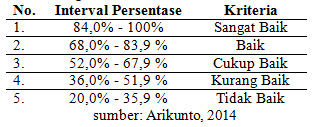 No. Interval Persentase Kriteria
1. 84,0% - 100% Sangat Baik
2. 68,0% - 83,9 % Baik
3. 52,0% - 67,9 % Cukup Baik
4. 36,0% - 51,9 % Kurang Baik
5. 20,0% - 35,9 % Tidak Baik
sumber: Arikunto, 2014